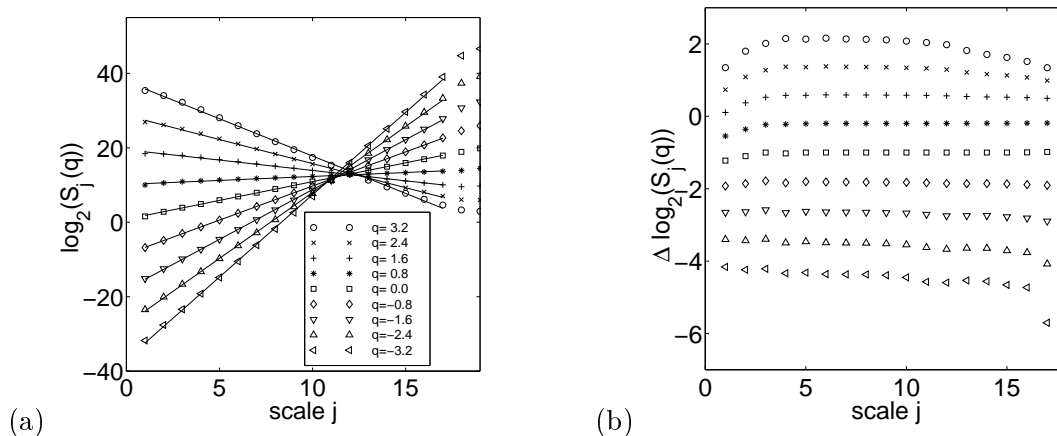 log2(Sj(q))
40
20
0
−20
−40
0
5
10
15
scale j
q= 3.2
q= 2.4
q= 1.6
q= 0.8
q= 0.0
q=−0.8
q=−1.6
q=−2.4
q=−3.2
(a)
Δ log2(Sj(q))
2
0
−2
−4
−6
0
5
10
15
scale j
(b)